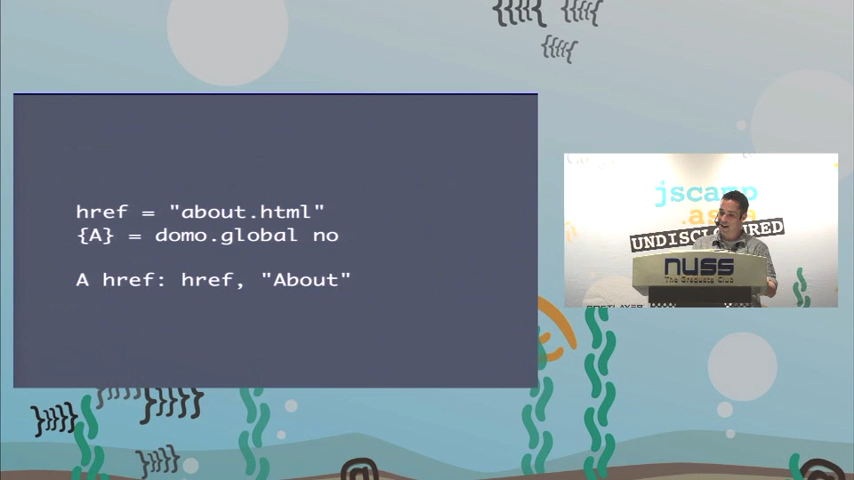 href = "about.html"
{A} = domo.global no
A href: href, "About"
jscamp
.asia
UNDISCLOSURED
nuss
The Graduate Club